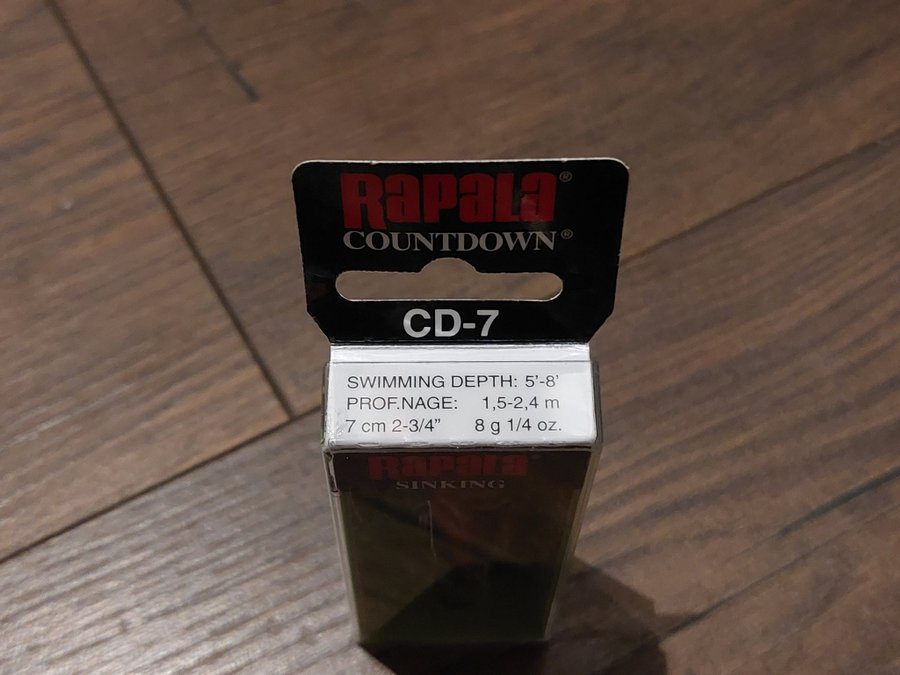 Rapala®
COUNTDOWN®
CD-7
SWIMMING DEPTH: 5'-8'
PROF.NAGE: 1,5-2,4 m
7 cm 2-3/4” 8 g 1/4 oz.
Rapala
SINKING